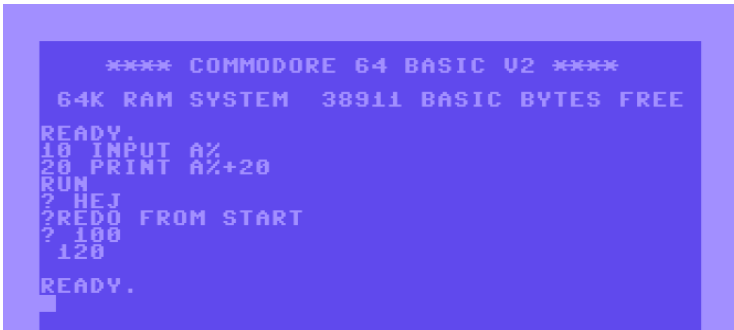 **** COMMODORE 64 BASIC V2 ****
64K RAM SYSTEM  38911 BASIC BYTES FREE
READY.
10 INPUT A%
20 PRINT A%+20
RUN
? HEJ
?REDO FROM START
? 100
 120
READY.